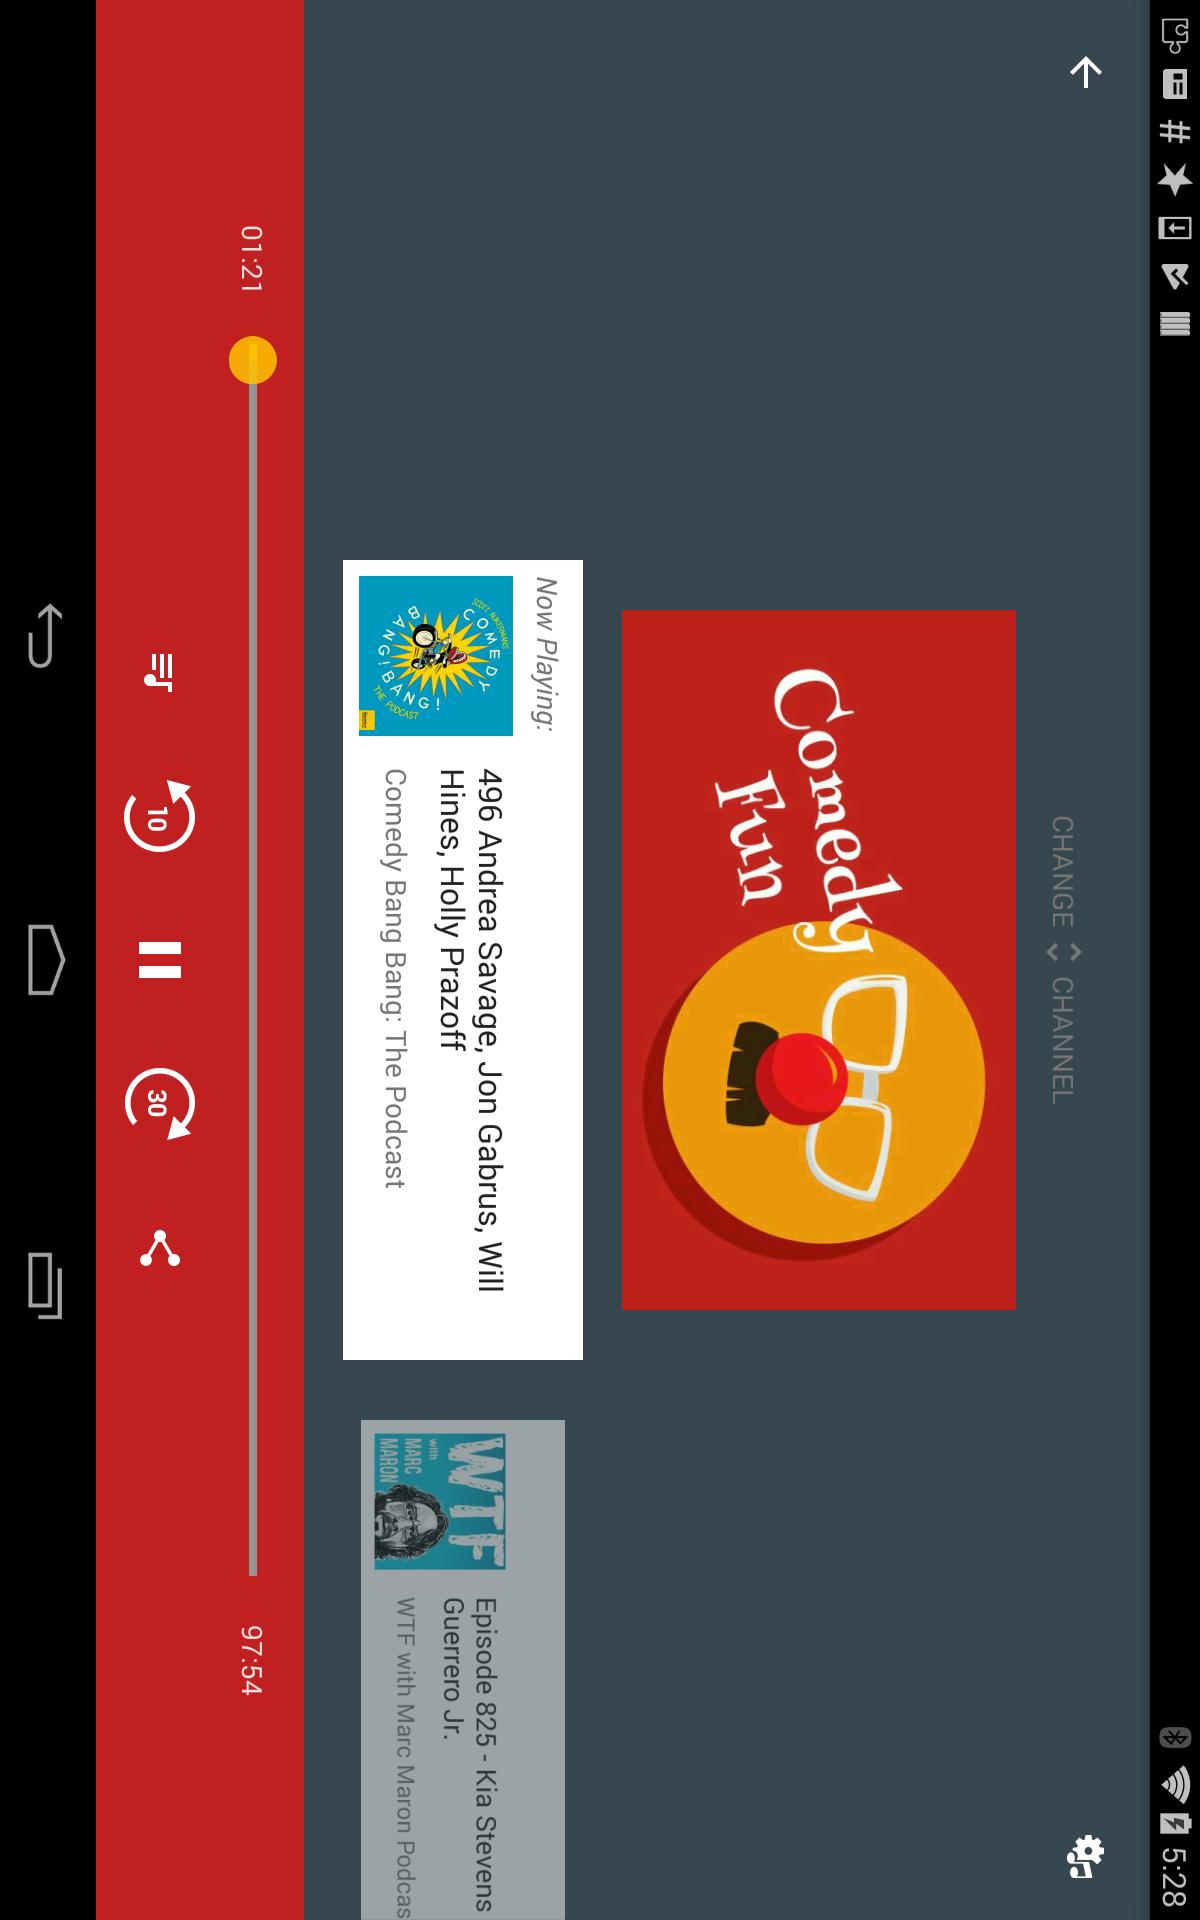 5:28
CHANGE CHANNEL
Comedy
Fun
Now Playing:
SCOTT AUKERMAN'S
COMEDY
BANG!BANG!
THE PODCAST
496 Andrea Savage, Jon Gabrus, Will
Hines, Holly Prazoff
Comedy Bang Bang: The Podcast
WTF
with
MARC
MARON
Episode 825 - Kia Stevens
Guerrero Jr.
WTF with Marc Maron Podcas
01:21
97:54
10
30